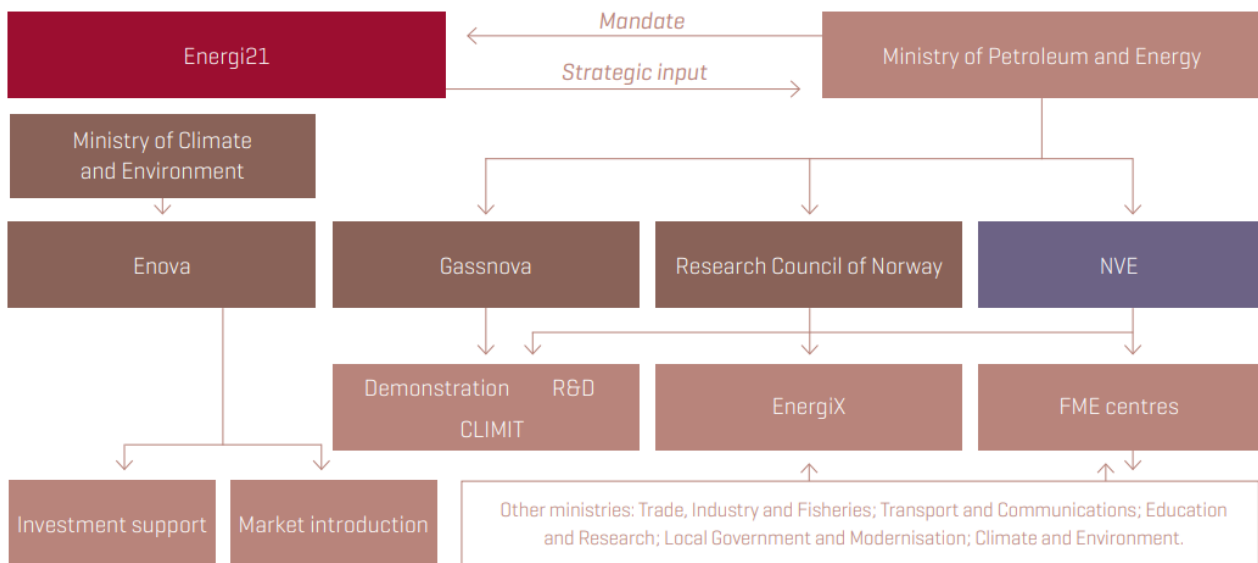 Energi21
Mandate
Strategic input
Ministry of Petroleum and Energy
Ministry of Climate
and Environment
Enova
Gassnova
Research Council of Norway
NVE
Demonstration R&D
CLIMIT
EnergiX
FME centres
Investment support
Market introduction
Other ministries: Trade, Industry and Fisheries; Transport and Communications; Education
and Research; Local Government and Modernisation; Climate and Environment.